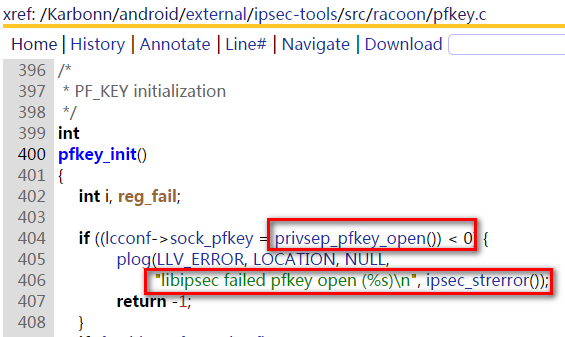 xref: /Karbonn/android/external/ipsec-tools/src/racoon/pfkey.c
Home | History | Annotate | Line# | Navigate | Download
396 /*
397 * PF_KEY initialization
398 */
399 int
400 pfkey_init()
401 {
402 int i, reg_fail;
403
404 if ((lcconf->sock_pfkey = privsep_pfkey_open()) < 0) {
405 plog(LLV_ERROR, LOCATION, NULL,
406 "libipsec failed pfkey open (%s)\n", ipsec_strerror());
407 return -1;
408 }